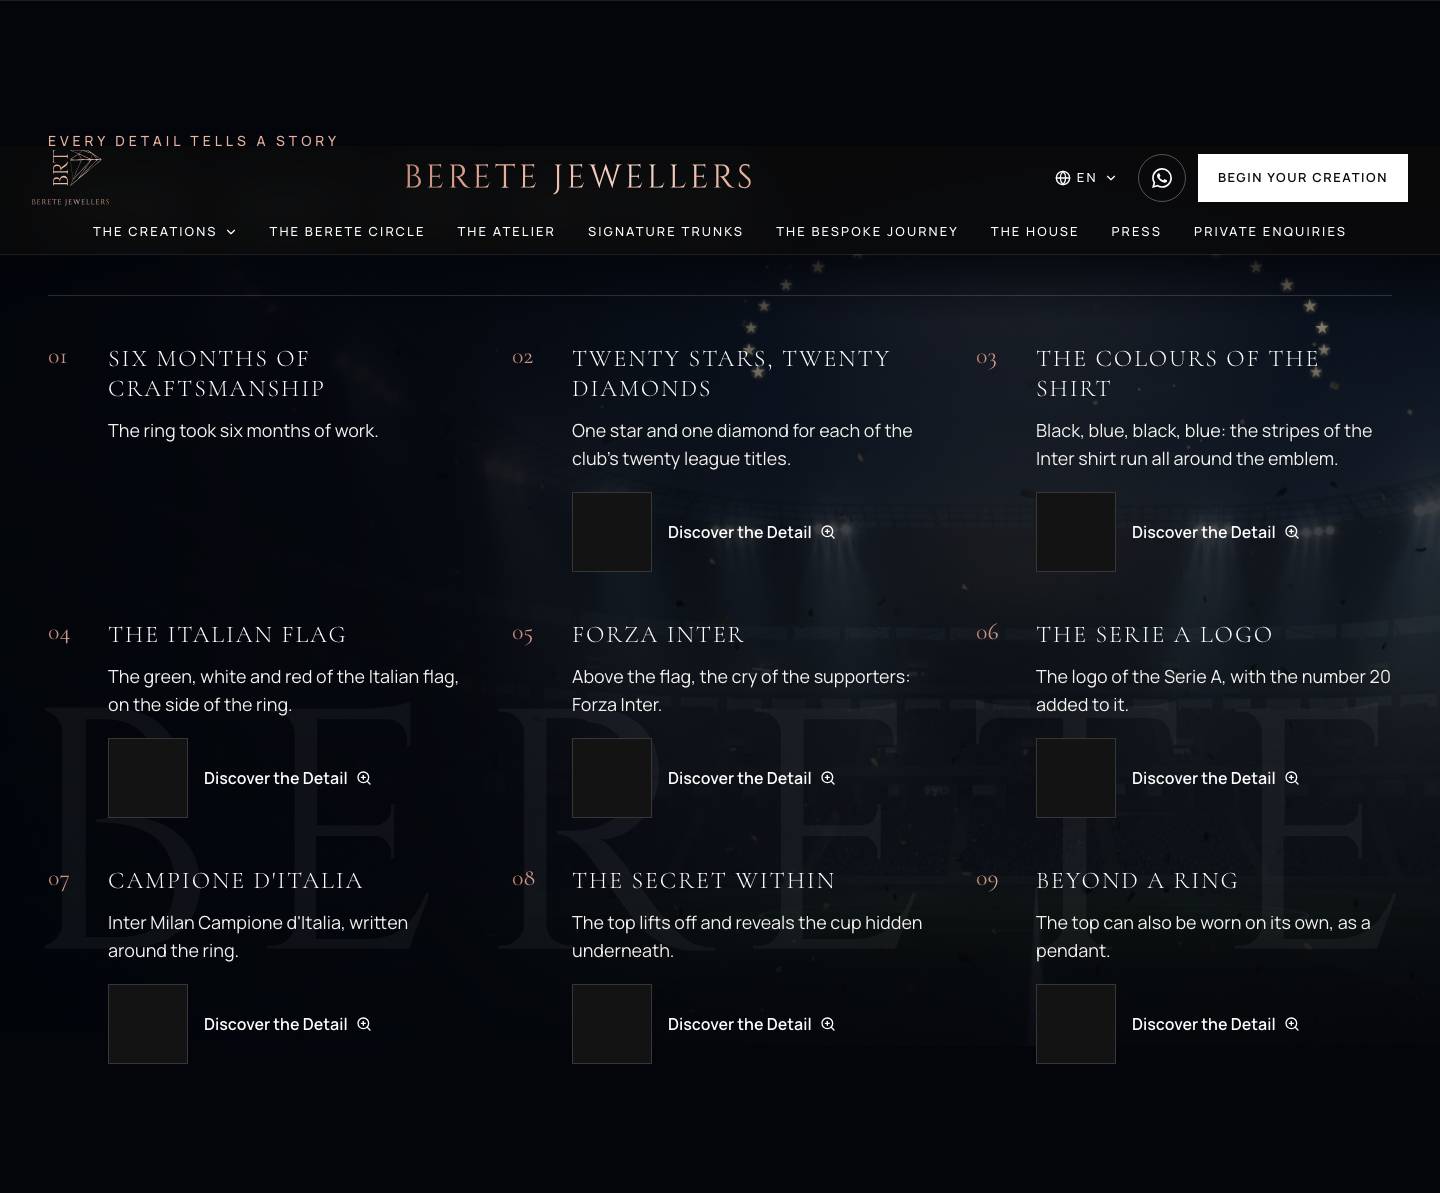 EVERY DETAIL TELLS A STORY
BRT
BERETE JEWELLERS
BERETE JEWELLERS
EN
BEGIN YOUR CREATION
THE CREATIONS
THE BERETE CIRCLE
THE ATELIER
SIGNATURE TRUNKS
THE BESPOKE JOURNEY
THE HOUSE
PRESS
PRIVATE ENQUIRIES
01
SIX MONTHS OF
CRAFTSMANSHIP
The ring took six months of work.
02
TWENTY STARS, TWENTY
DIAMONDS
One star and one diamond for each of the
club's twenty league titles.
Discover the Detail
03
THE COLOURS OF THE
SHIRT
Black, blue, black, blue: the stripes of the
Inter shirt run all around the emblem.
Discover the Detail
04
THE ITALIAN FLAG
The green, white and red of the Italian flag,
on the side of the ring.
Discover the Detail
05
FORZA INTER
Above the flag, the cry of the supporters:
Forza Inter.
Discover the Detail
06
THE SERIE A LOGO
The logo of the Serie A, with the number 20
added to it.
Discover the Detail
07
CAMPIONE D'ITALIA
Inter Milan Campione d'Italia, written
around the ring.
Discover the Detail
08
THE SECRET WITHIN
The top lifts off and reveals the cup hidden
underneath.
Discover the Detail
09
BEYOND A RING
The top can also be worn on its own, as a
pendant.
Discover the Detail
BERETE